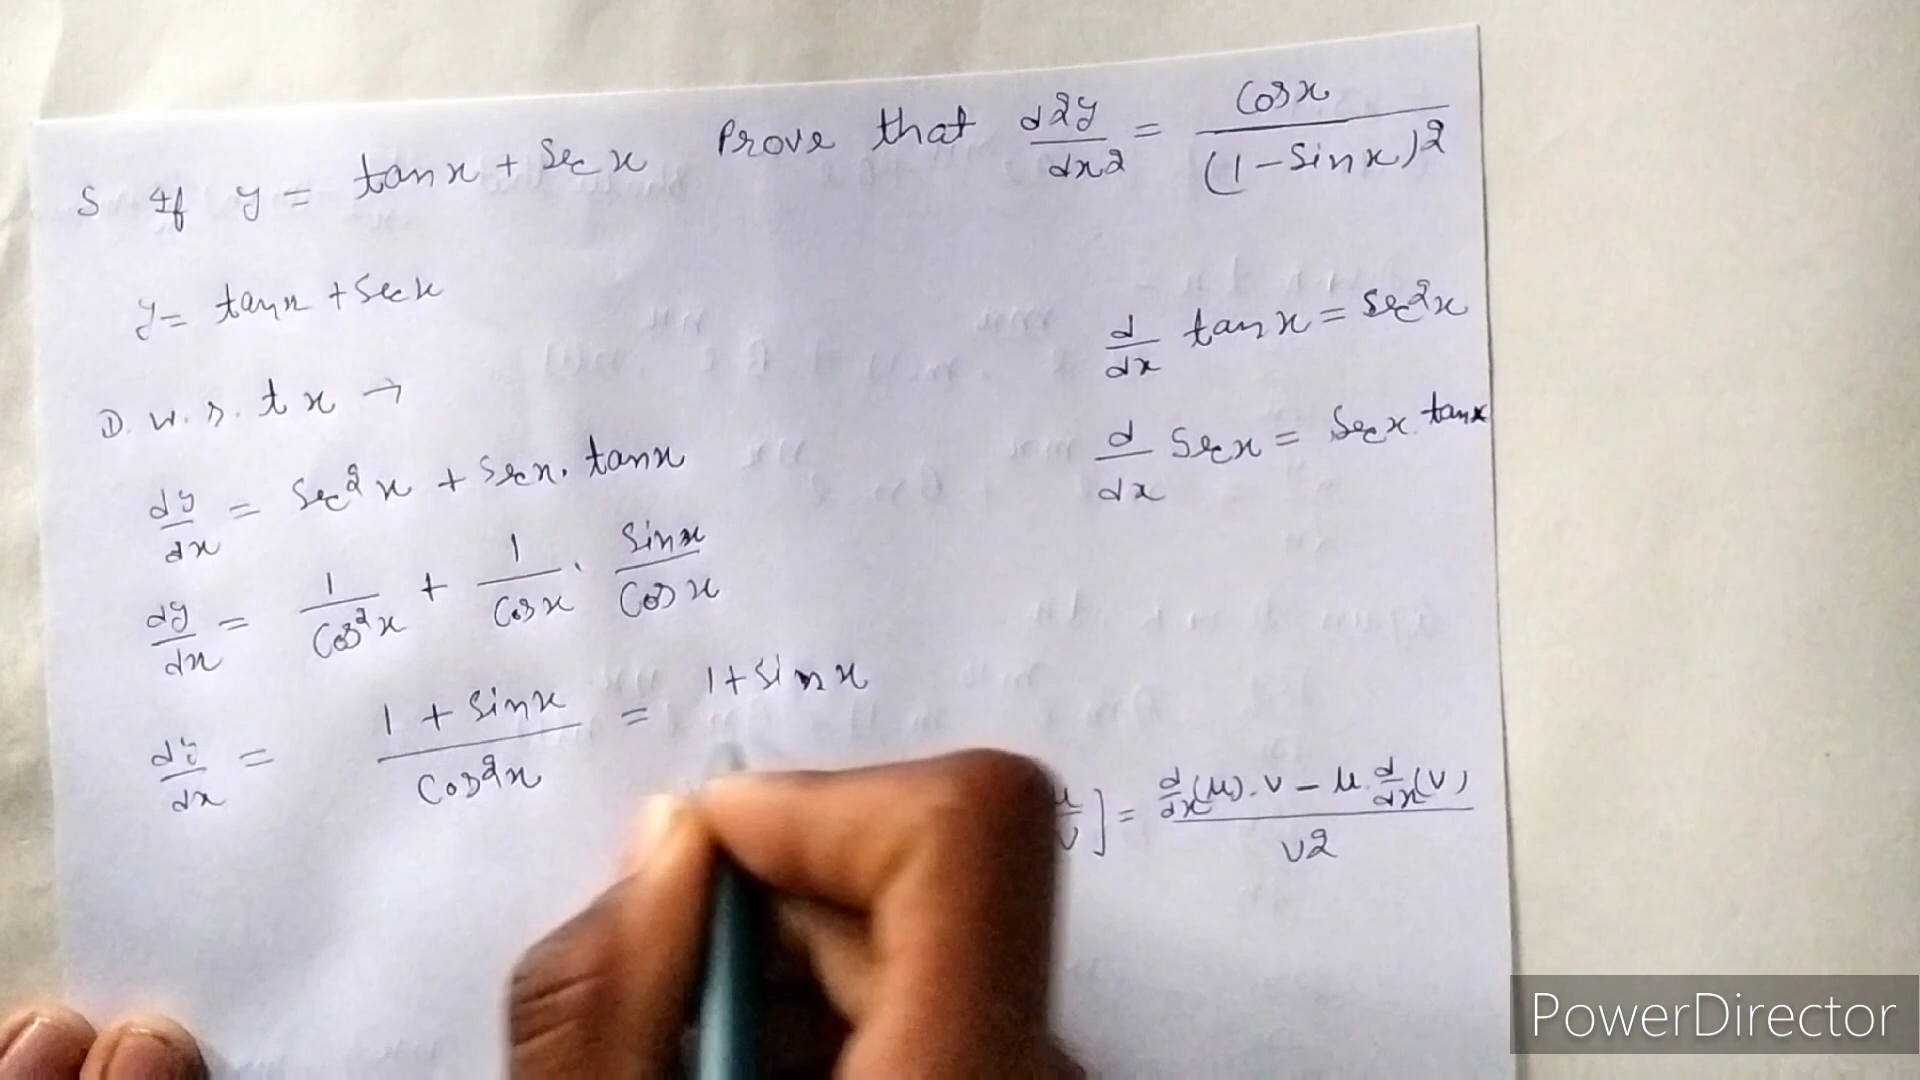 5 If y = tan x + Sec x Prove that d2y/dx2 = Cos x/(1 - Sin x)2
y = tan x + Sec x
D. w. r. t x →
dy/dx = Sec2 x + Sec x. tan x
dy/dx = 1/Cos2 x + 1/Cos x . Sin x/Cos x
dy/dx = 1 + Sin x/Cos2 x = 1 + Sin x
d/dx tan x = Sec2 x
d/dx Sec x = Sec x. tan x
u/v] = d/dx(u). v - u. d/dx(v)/v2
PowerDirector